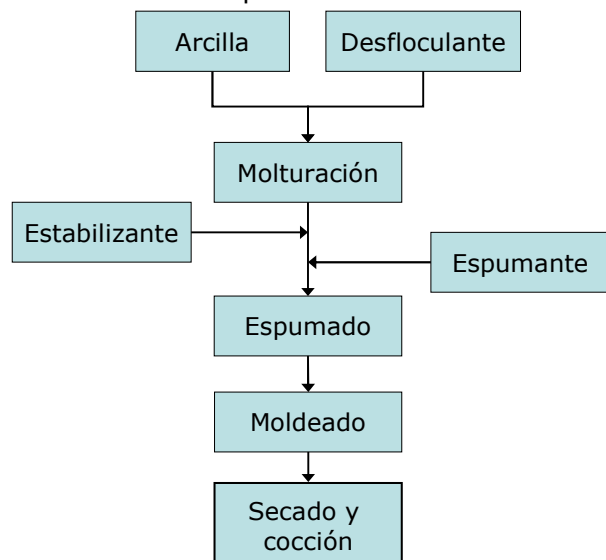 Arcilla
Desfloculante
Molturación
Estabilizante
Espumante
Espumado
Moldeado
Secado y
cocción